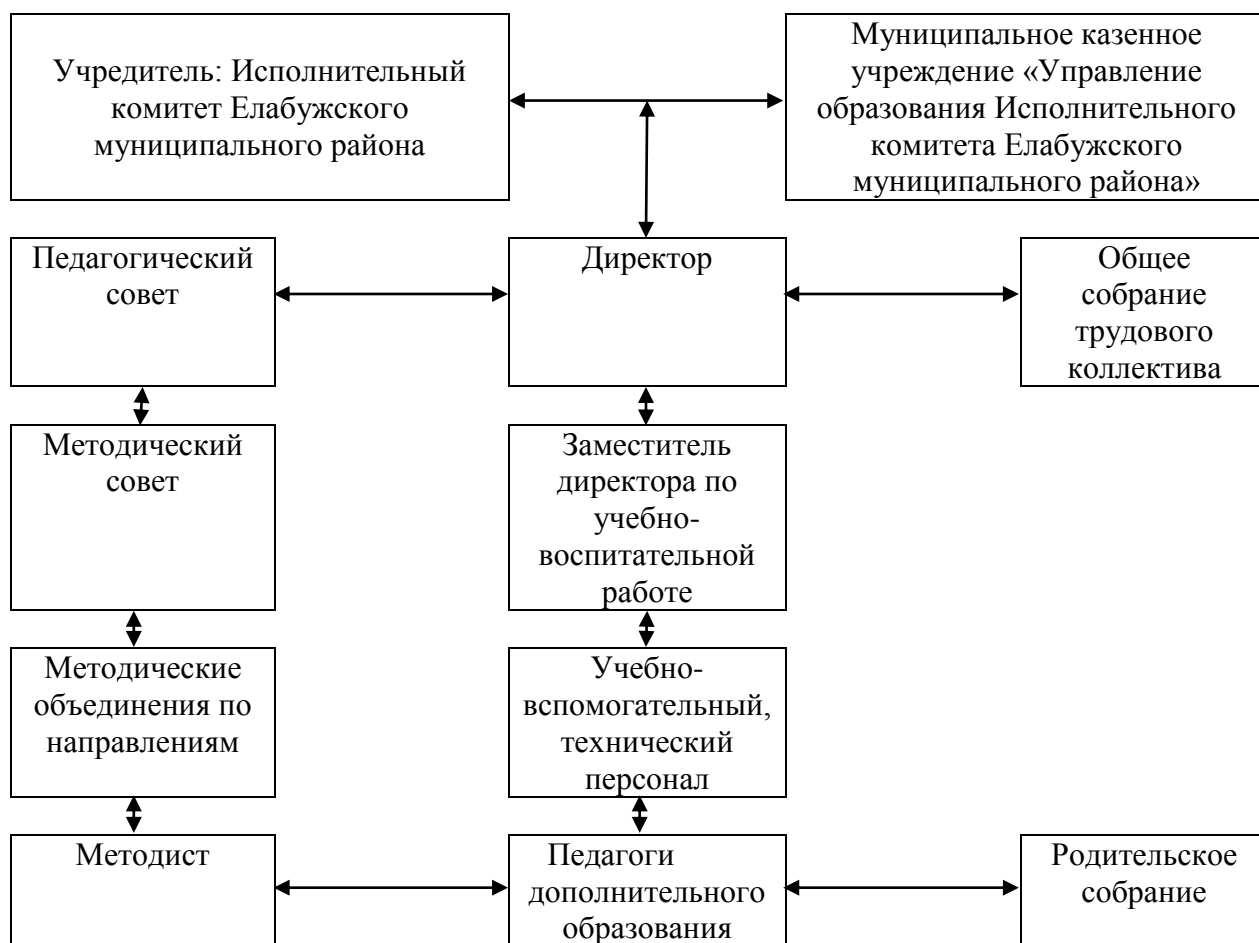 Учредитель: Исполнительный
комитет Елабужского
муниципального района
Муниципальное казенное
учреждение «Управление
образования Исполнительного
комитета Елабужского
муниципального района»
Педагогический
совет
Директор
Общее
собрание
трудового
коллектива
Методический
совет
Заместитель
директора по
учебно-
воспитательной
работе
Методические
объединения по
направлениям
Учебно-
вспомогательный,
технический
персонал
Методист
Педагоги
дополнительного
образования
Родительское
собрание